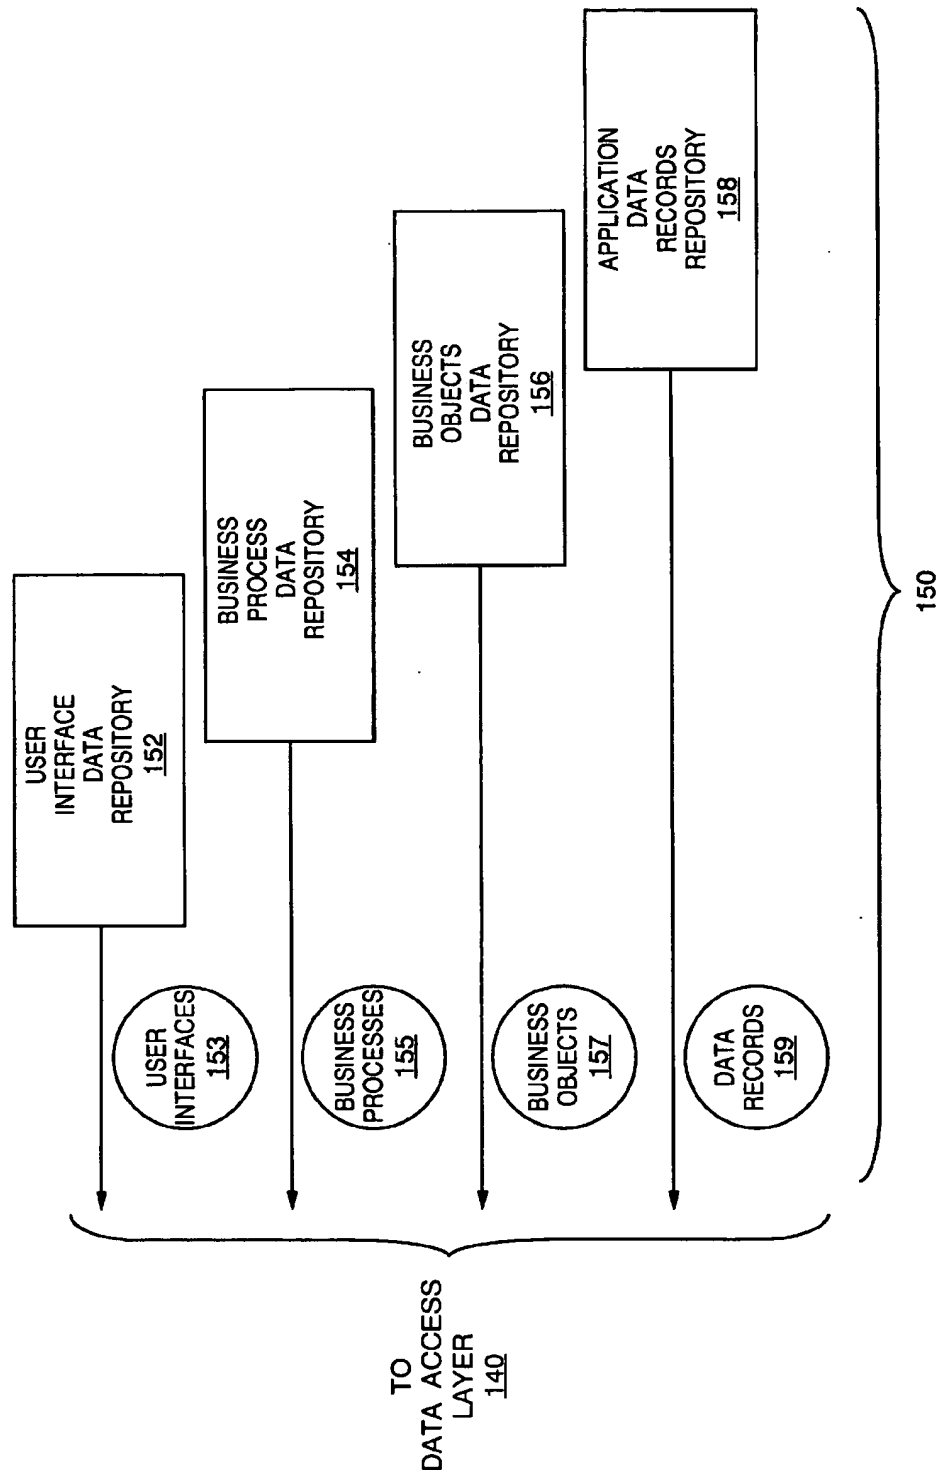 USER
INTERFACE
DATA
REPOSITORY
152
BUSINESS
PROCESS
DATA
REPOSITORY
154
BUSINESS
OBJECTS
DATA
REPOSITORY
156
APPLICATION
DATA
RECORDS
REPOSITORY
158
USER
INTERFACES
153
BUSINESS
PROCESSES
155
BUSINESS
OBJECTS
157
DATA
RECORDS
159
TO
DATA ACCESS
LAYER
140
150